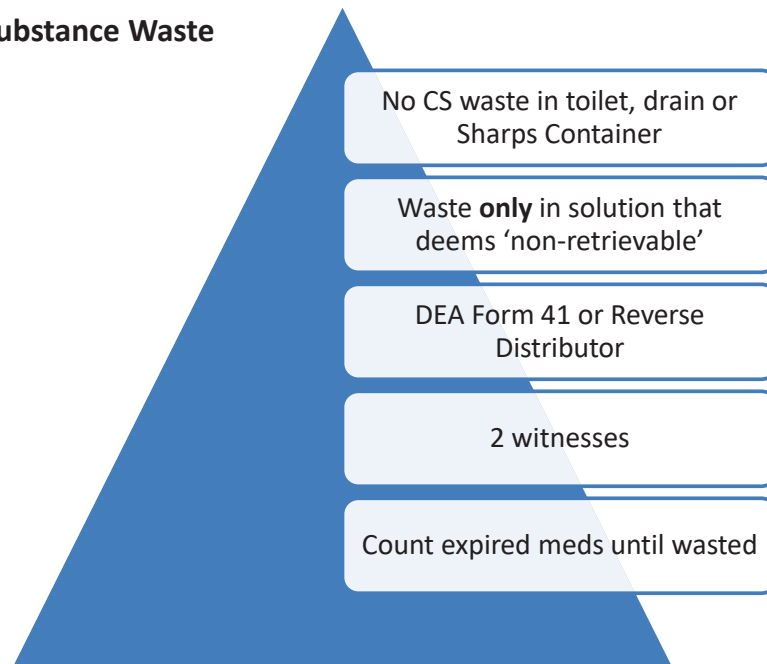 ubstance Waste
No CS waste in toilet, drain or
Sharps Container
Waste only in solution that
deems ‘non-retrievable’
DEA Form 41 or Reverse
Distributor
2 witnesses
Count expired meds until wasted